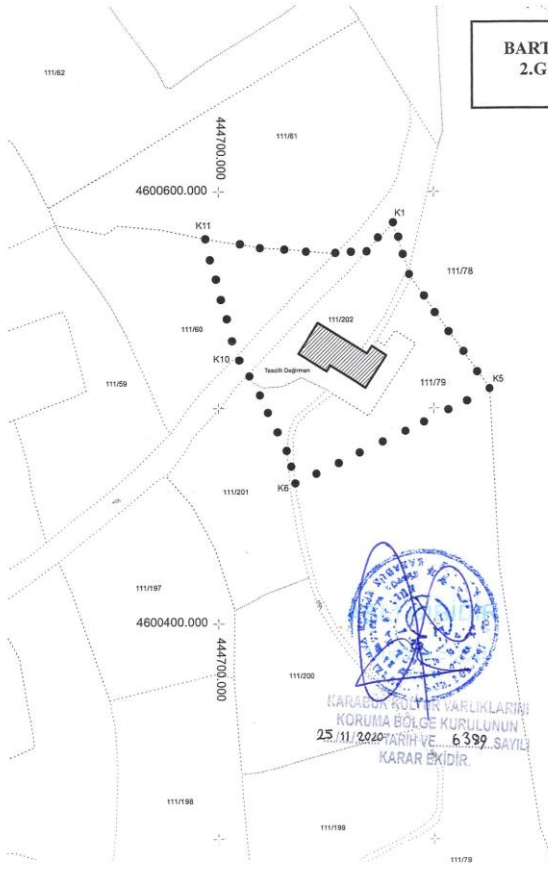 BART
2.G
111/62
444700.000
111/61
4600600.000
K11
K1
111/78
111/60
111/202
K10
Tescilli Değirmen
111/59
111/79
K5
K6
111/201
111/197
4600400.000
444700.000
111/200
KARABÜK KÜLTÜR VARLIKLARINI
KORUMA BÖLGE KURULUNUN
25/11/2020 TARİH VE 6389 SAYILI
KARAR EKİDİR.
111/198
111/199
111/79